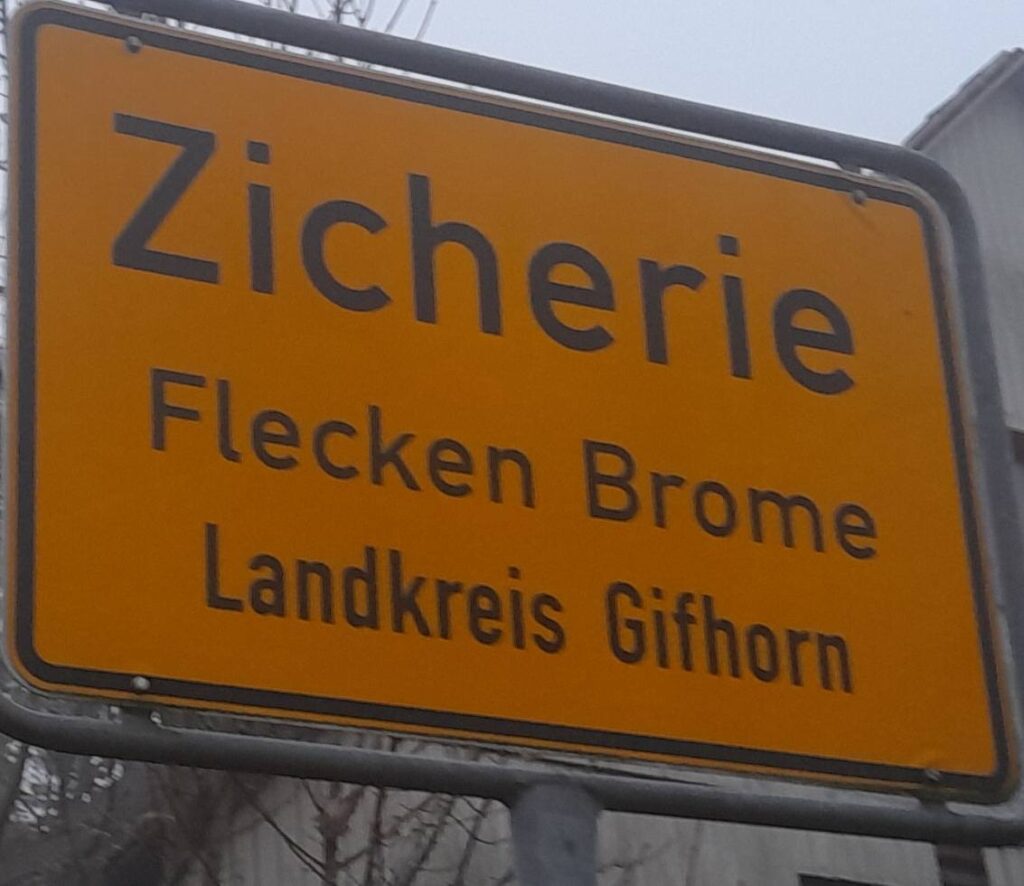 Zicherie
Flecken Brome
Landkreis Gifhorn